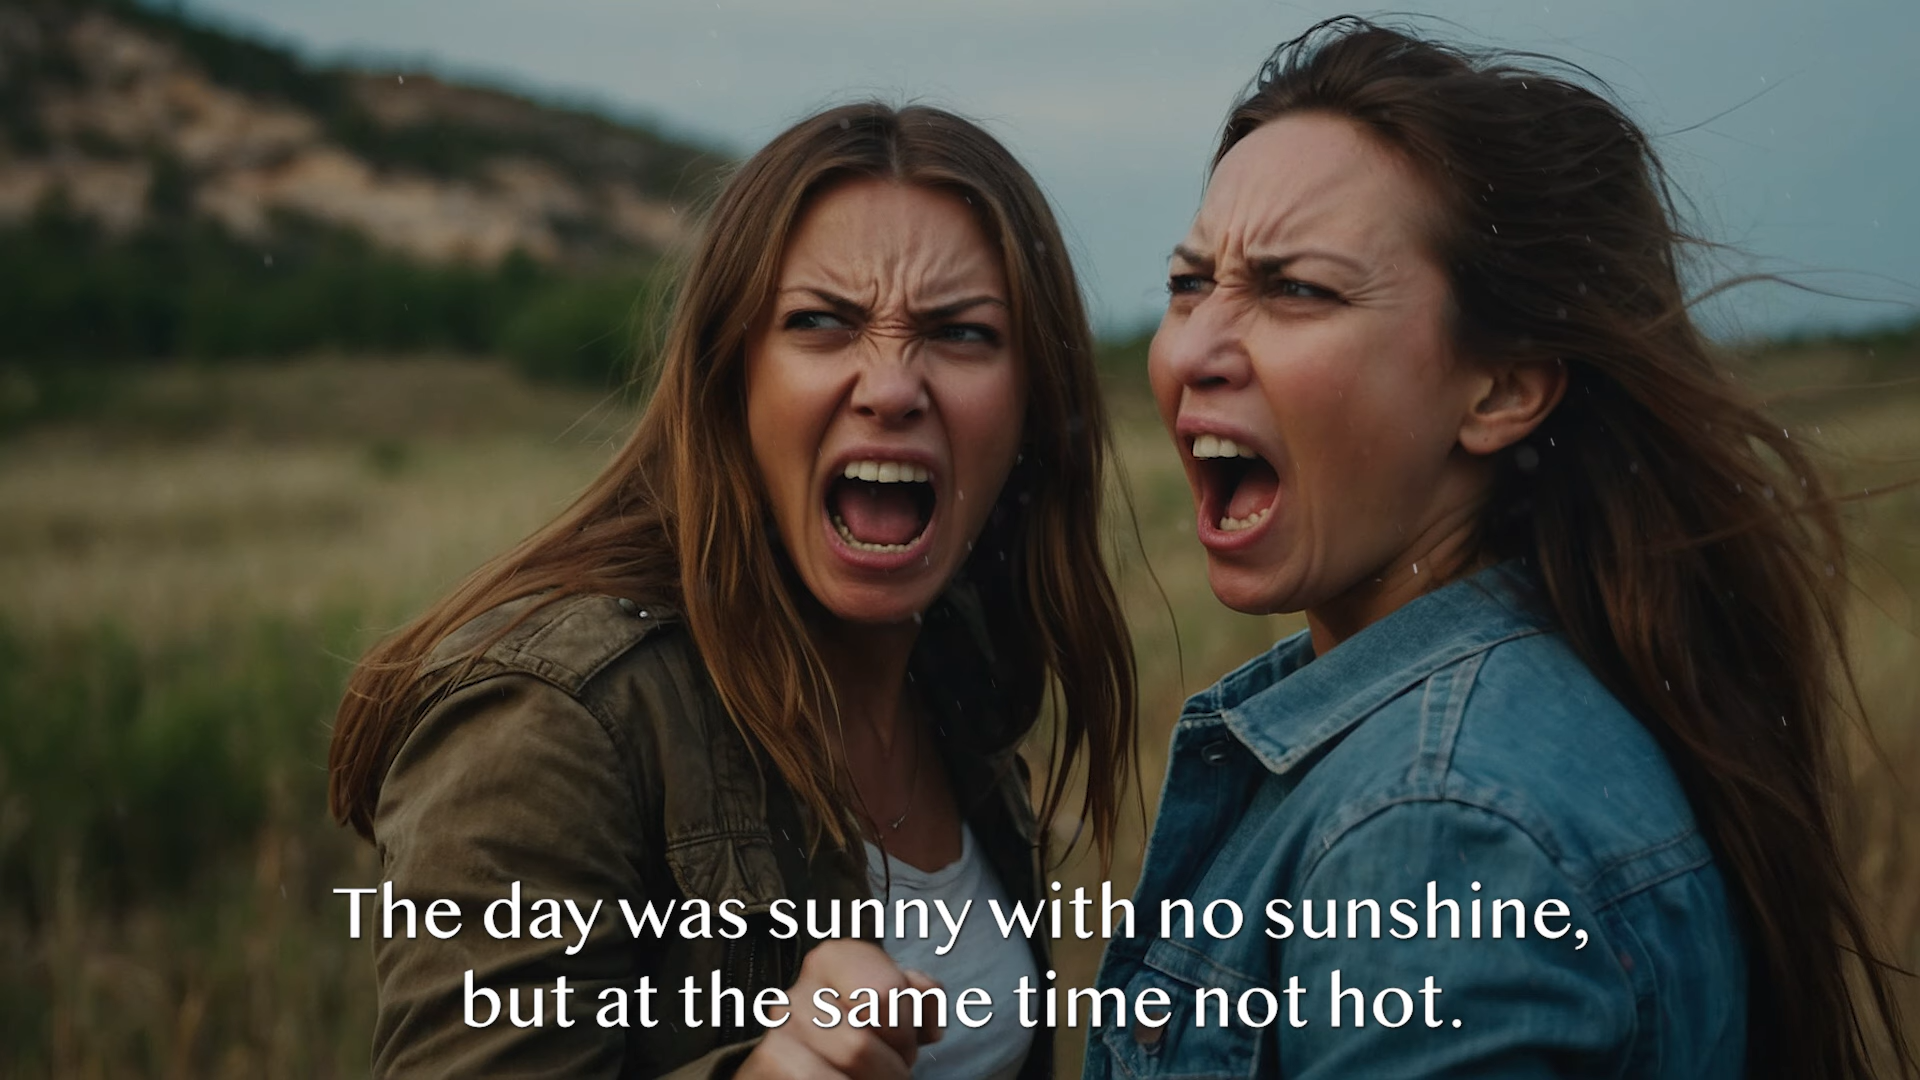 The day was sunny with no sunshine,
but at the same time not hot.